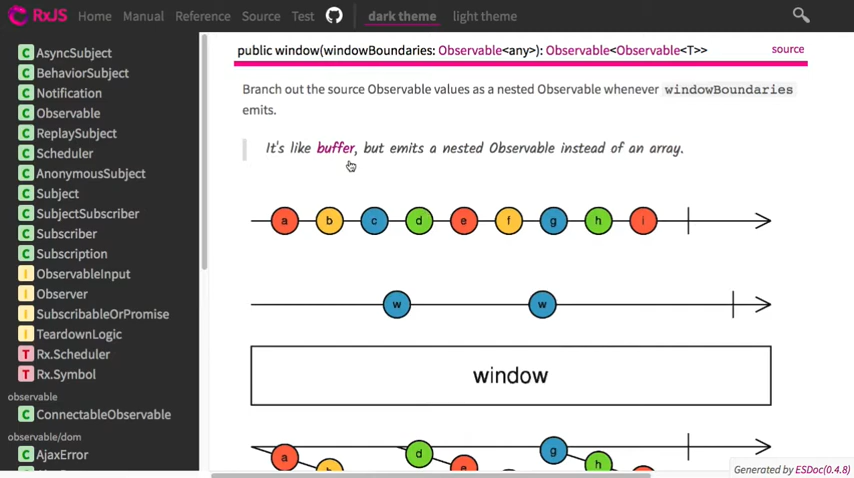 RxJS Home Manual Reference Source Test dark theme light theme
C AsyncSubject
C BehaviorSubject
C Notification
C Observable
C ReplaySubject
C Scheduler
C AnonymousSubject
C Subject
C SubjectSubscriber
C Subscriber
C Subscription
I ObservableInput
I Observer
I SubscribableOrPromise
I TeardownLogic
T Rx.Scheduler
T Rx.Symbol
observable
C ConnectableObservable
observable/dom
C AjaxError
public window(windowBoundaries: Observable<any>): Observable<Observable<T>> source
Branch out the source Observable values as a nested Observable whenever windowBoundaries
emits.
It's like buffer, but emits a nested Observable instead of an array.
a b c d e f g h i
w w
window
a d g
b e h
Generated by ESDoc(0.4.8)